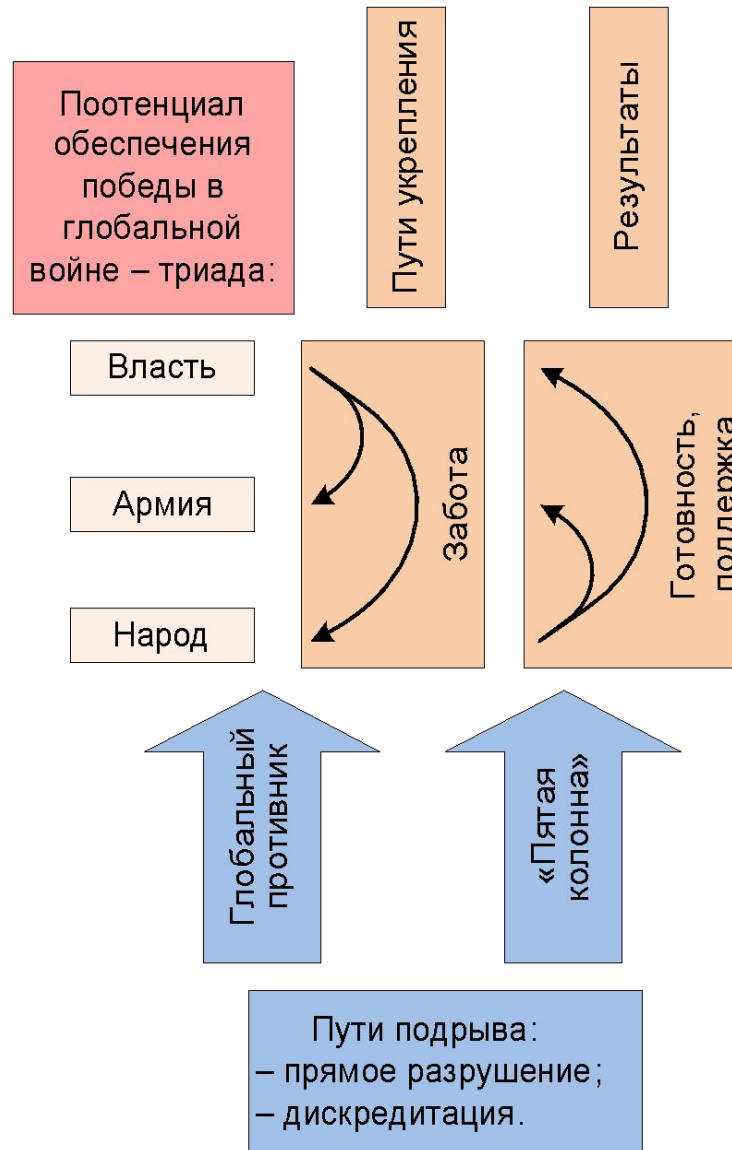 Поотенциал
обеспечения
победы в
глобальной
войне – триада:
Пути укрепления
Результаты
Власть
Армия
Народ
Забота
Готовность,
поддержка
Глобальный
противник
«Пятая
колонна»
Пути подрыва:
– прямое разрушение;
– дискредитация.